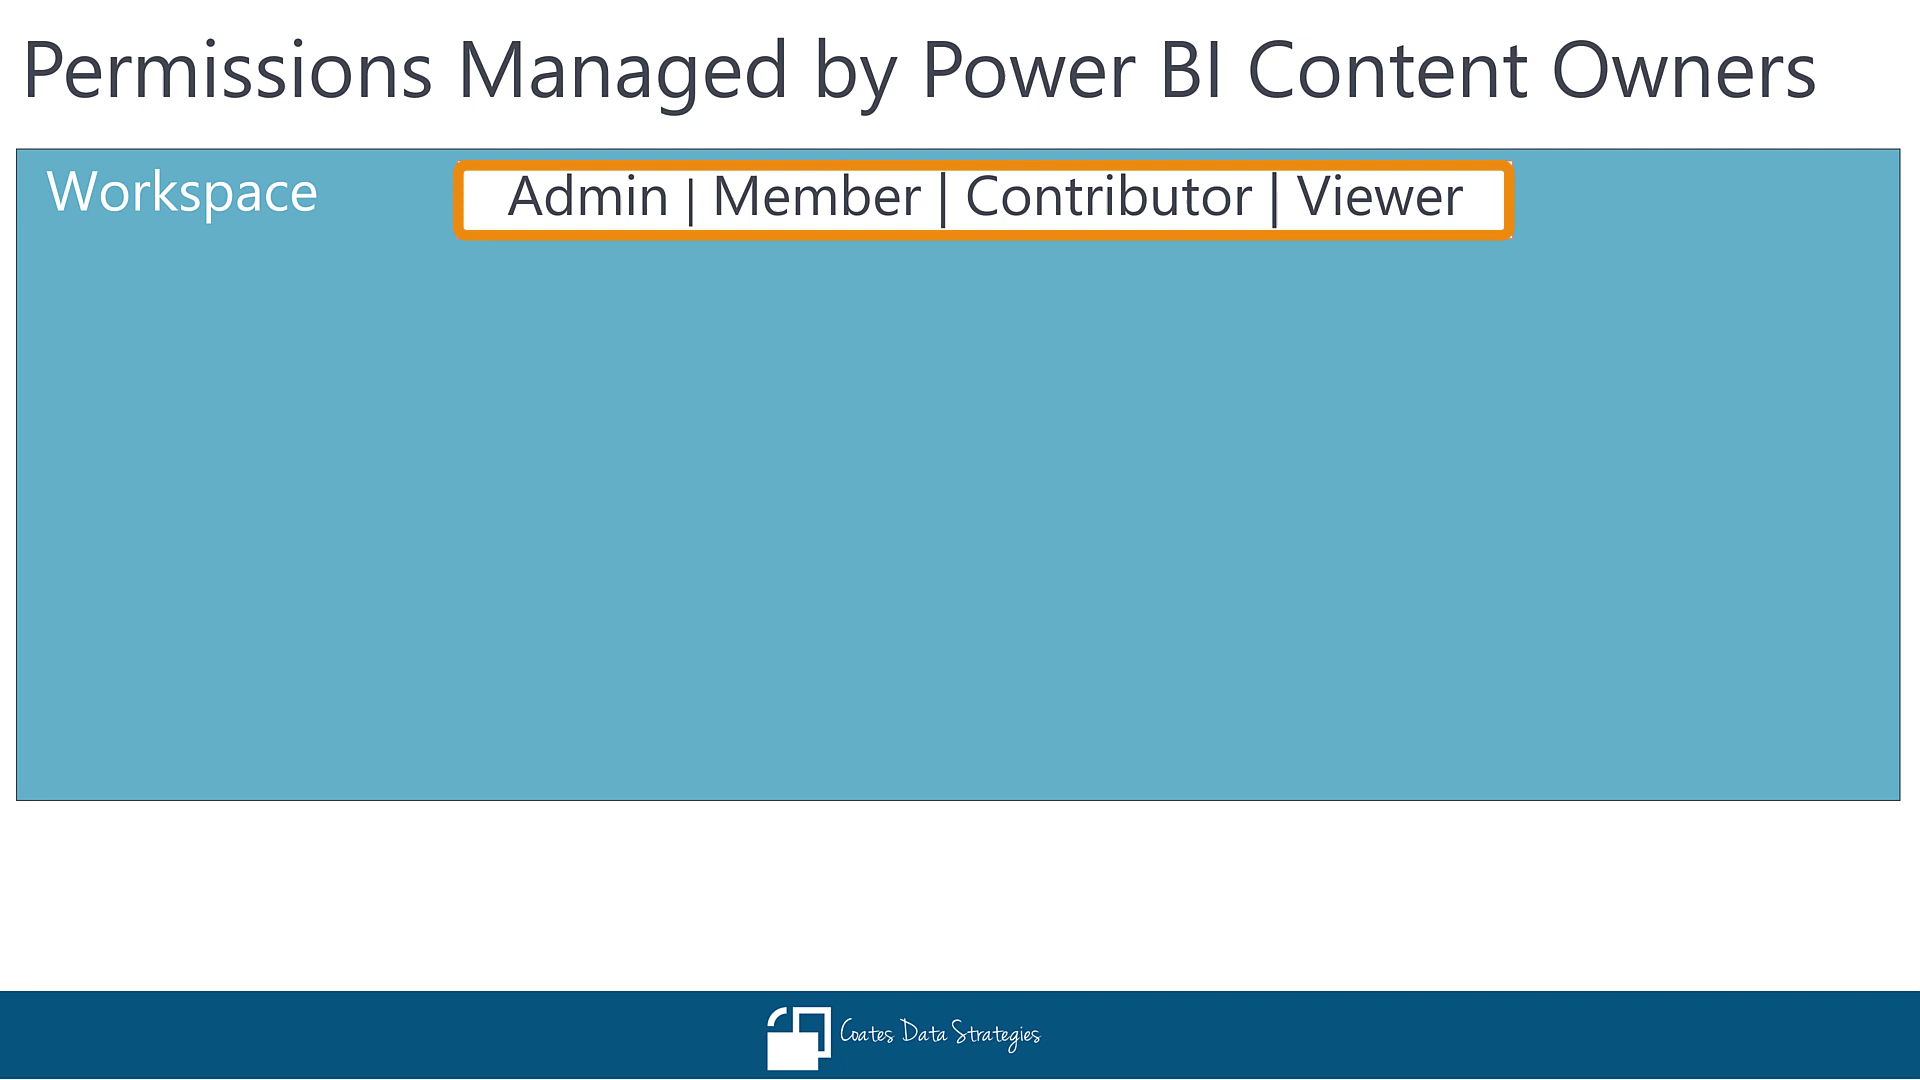 Permissions Managed by Power BI Content Owners
Workspace
Admin | Member | Contributor | Viewer
Coates Data Strategies